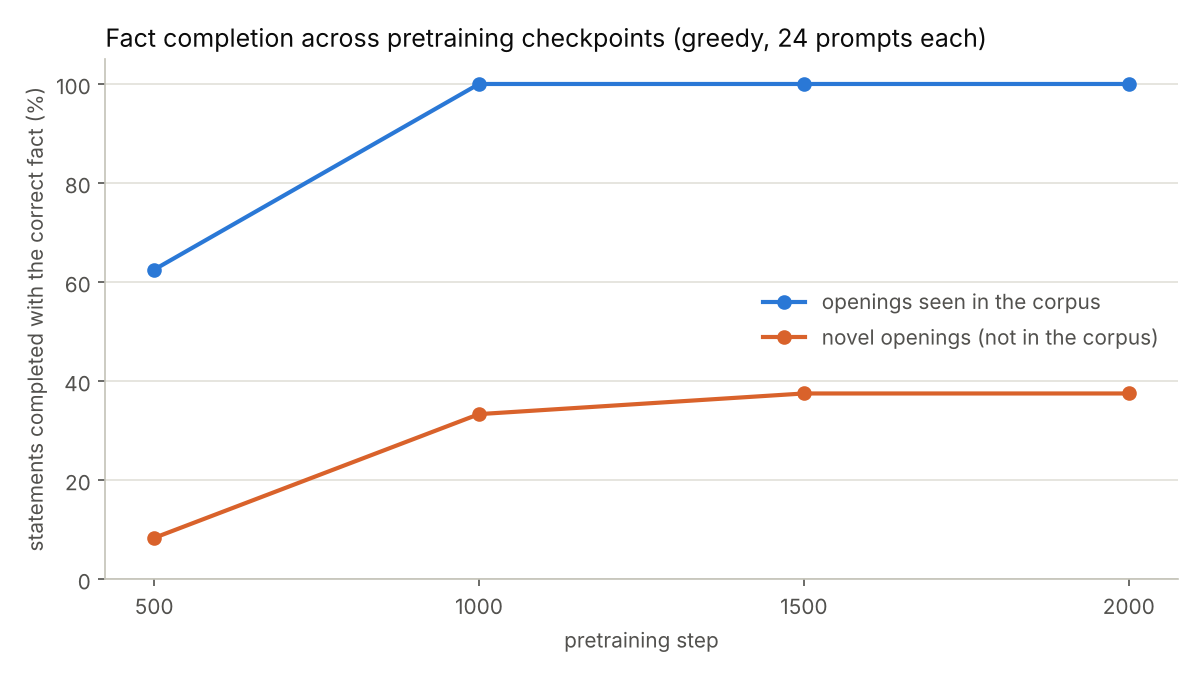 Fact completion across pretraining checkpoints (greedy, 24 prompts each)
statements completed with the correct fact (%)
100
80
60
40
20
0
openings seen in the corpus
novel openings (not in the corpus)
500
1000
1500
2000
pretraining step